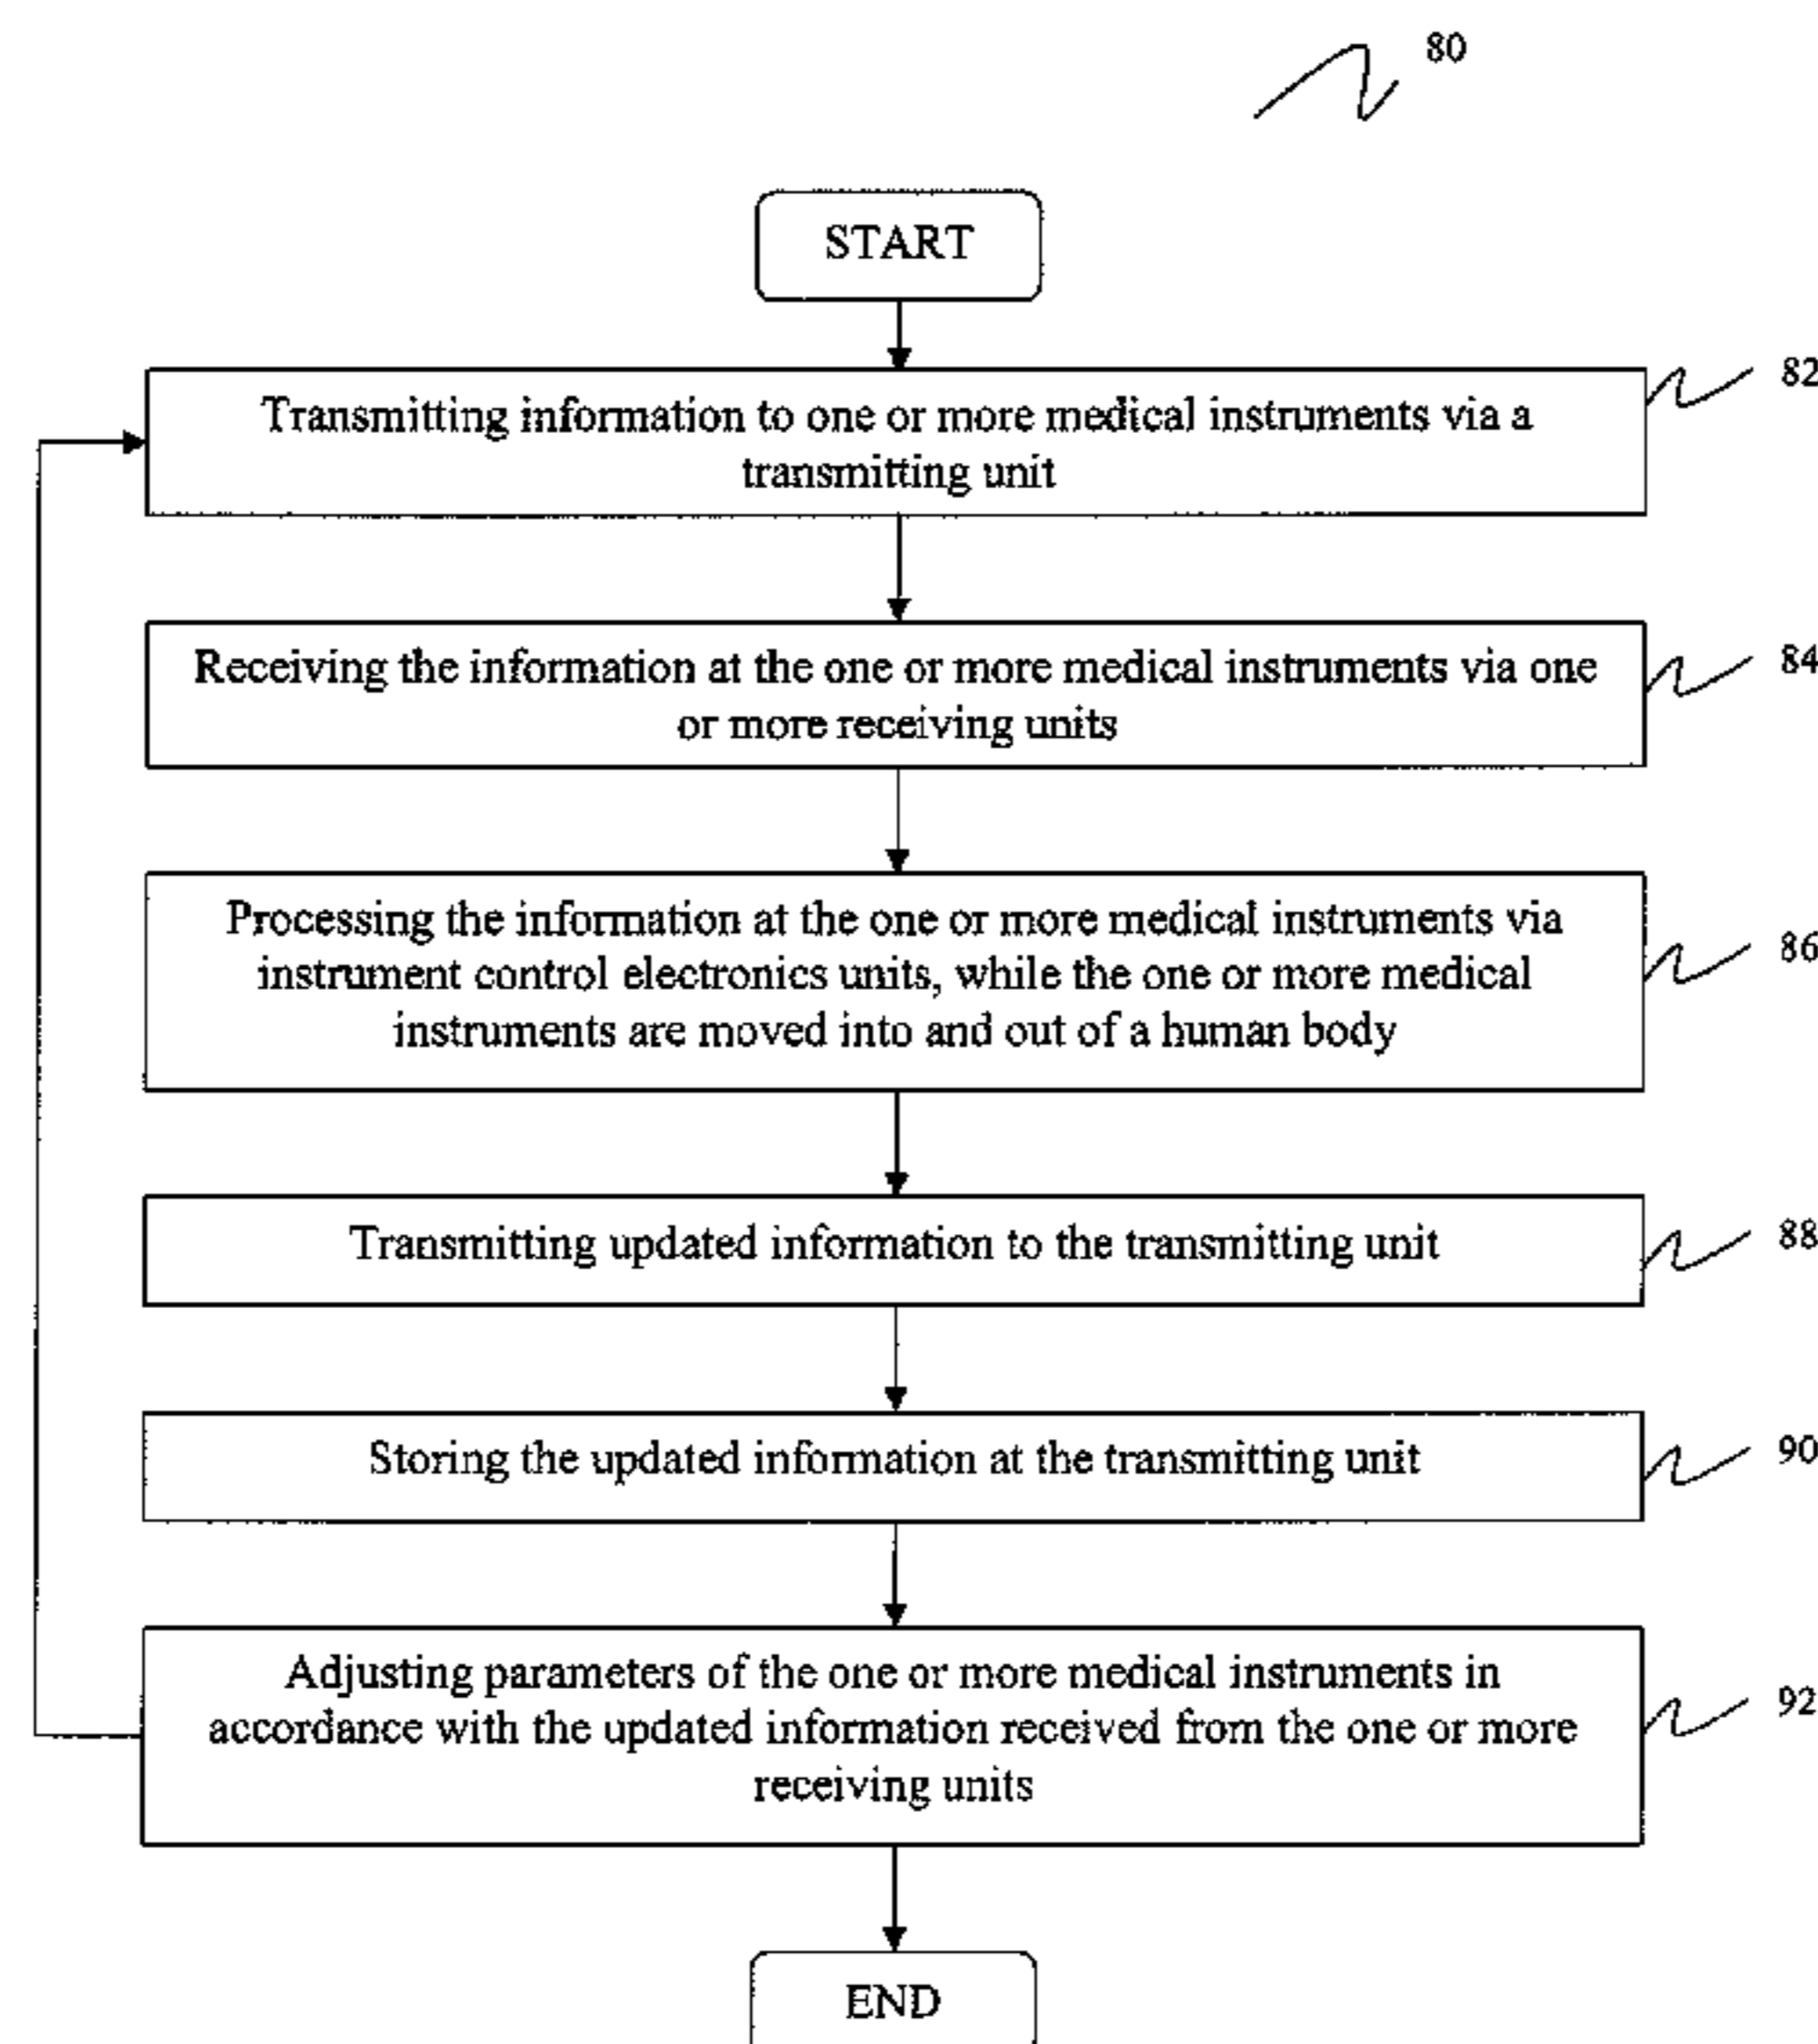 80
START
Transmitting information to one or more medical instruments via a
transmitting unit
82
Receiving the information at the one or more medical instruments via one
or more receiving units
84
Processing the information at the one or more medical instruments via
instrument control electronics units, while the one or more medical
instruments are moved into and out of a human body
86
Transmitting updated information to the transmitting unit
88
Storing the updated information at the transmitting unit
90
Adjusting parameters of the one or more medical instruments in
accordance with the updated information received from the one or more
receiving units
92
END